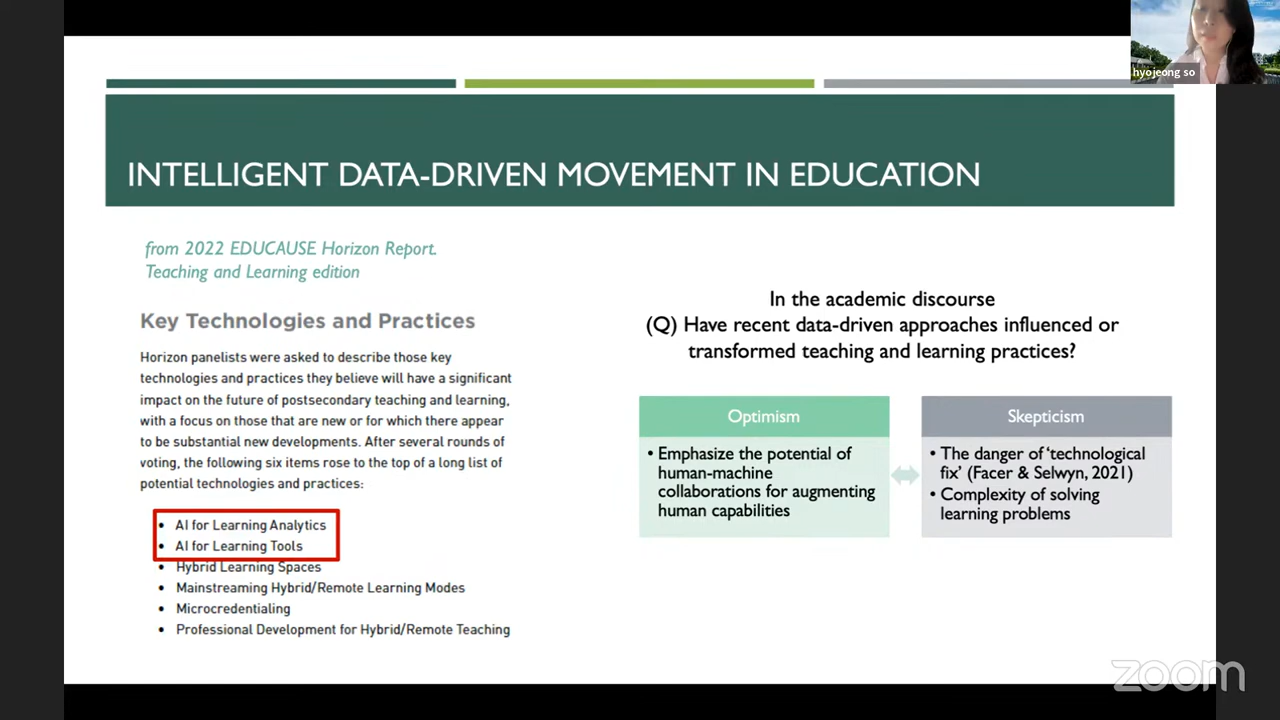 hyojeong so
INTELLIGENT DATA-DRIVEN MOVEMENT IN EDUCATION
from 2022 EDUCAUSE Horizon Report.
Teaching and Learning edition
Key Technologies and Practices
Horizon panelists were asked to describe those key
technologies and practices they believe will have a significant
impact on the future of postsecondary teaching and learning,
with a focus on those that are new or for which there appear
to be substantial new developments. After several rounds of
voting, the following six items rose to the top of a long list of
potential technologies and practices:
• AI for Learning Analytics
• AI for Learning Tools
• Hybrid Learning Spaces
• Mainstreaming Hybrid/Remote Learning Modes
• Microcredentialing
• Professional Development for Hybrid/Remote Teaching
In the academic discourse
(Q) Have recent data-driven approaches influenced or
transformed teaching and learning practices?
Optimism
• Emphasize the potential of
human-machine
collaborations for augmenting
human capabilities
Skepticism
• The danger of ‘technological
fix’ (Facer & Selwyn, 2021)
• Complexity of solving
learning problems
zoom